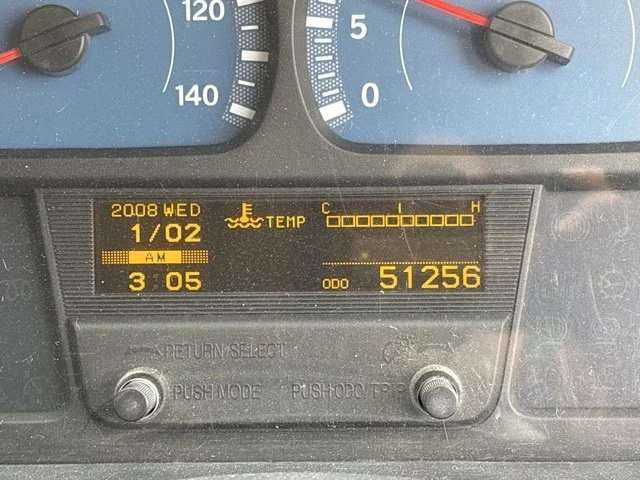 120
140
5
0
2008 WED
1/02
AM
3 05
TEMP
C H
ODO 51256
RETURN/SELECT
PUSH MODE
PUSH ODO/TRIP